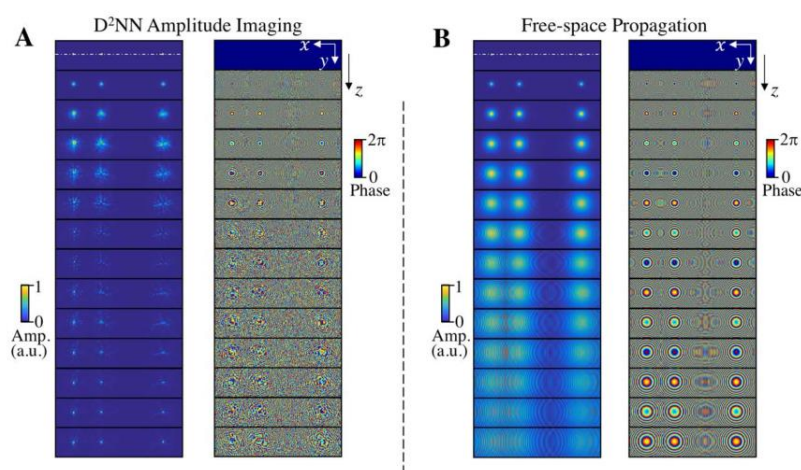 D²NN Amplitude Imaging
A
x
y
z
2π
0
Phase
1
0
Amp.
(a.u.)
Free-space Propagation
B
x
y
z
2π
0
Phase
1
0
Amp.
(a.u.)